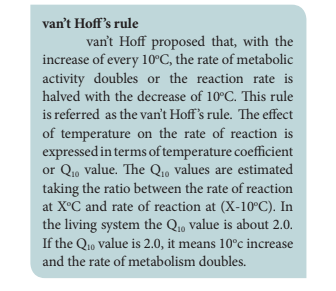 van't Hoff's rule
van't Hoff proposed that, with the
increase of every 10ºC, the rate of metabolic
activity doubles or the reaction rate is
halved with the decrease of 10ºC. This rule
is referred as the van't Hoff's rule. The effect
of temperature on the rate of reaction is
expressed in terms of temperature coefficient
or Q₁₀ value. The Q₁₀ values are estimated
taking the ratio between the rate of reaction
at XºC and rate of reaction at (X-10ºC). In
the living system the Q₁₀ value is about 2.0.
If the Q₁₀ value is 2.0, it means 10ºc increase
and the rate of metabolism doubles.